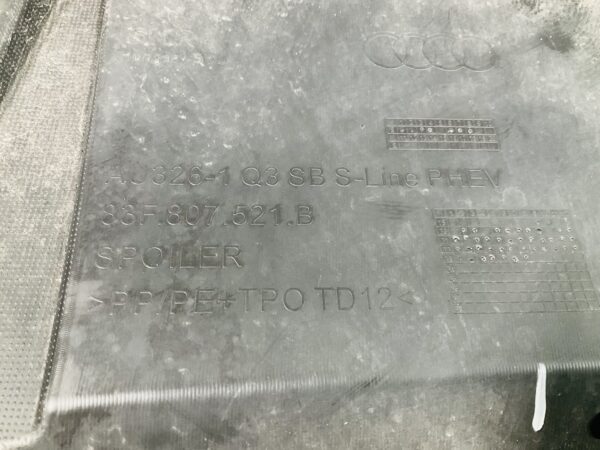 AU326-1 Q3 SB S-Line PHEV
83F.807.521.B
SPOILER
>PP/PE+TPO TD12<